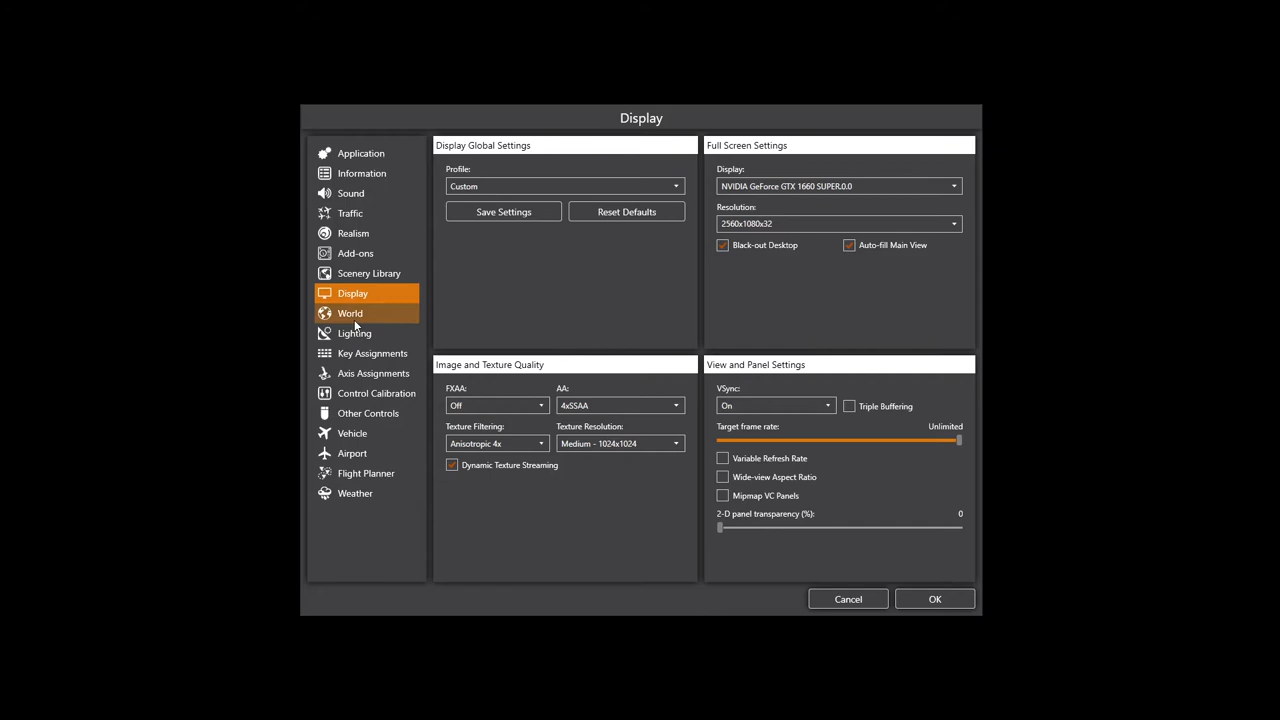 Display
Application
Information
Sound
Traffic
Realism
Add-ons
Scenery Library
Display
World
Lighting
Key Assignments
Axis Assignments
Control Calibration
Other Controls
Vehicle
Airport
Flight Planner
Weather
Display Global Settings
Profile:
Custom
Save Settings Reset Defaults
Full Screen Settings
Display:
NVIDIA GeForce GTX 1660 SUPER.0.0
Resolution:
2560x1080x32
Black-out Desktop Auto-fill Main View
Image and Texture Quality
FXAA: AA:
Off 4xSSAA
Texture Filtering: Texture Resolution:
Anisotropic 4x Medium - 1024x1024
Dynamic Texture Streaming
View and Panel Settings
VSync:
On Triple Buffering
Target frame rate: Unlimited
Variable Refresh Rate
Wide-view Aspect Ratio
Mipmap VC Panels
2-D panel transparency (%): 0
Cancel OK